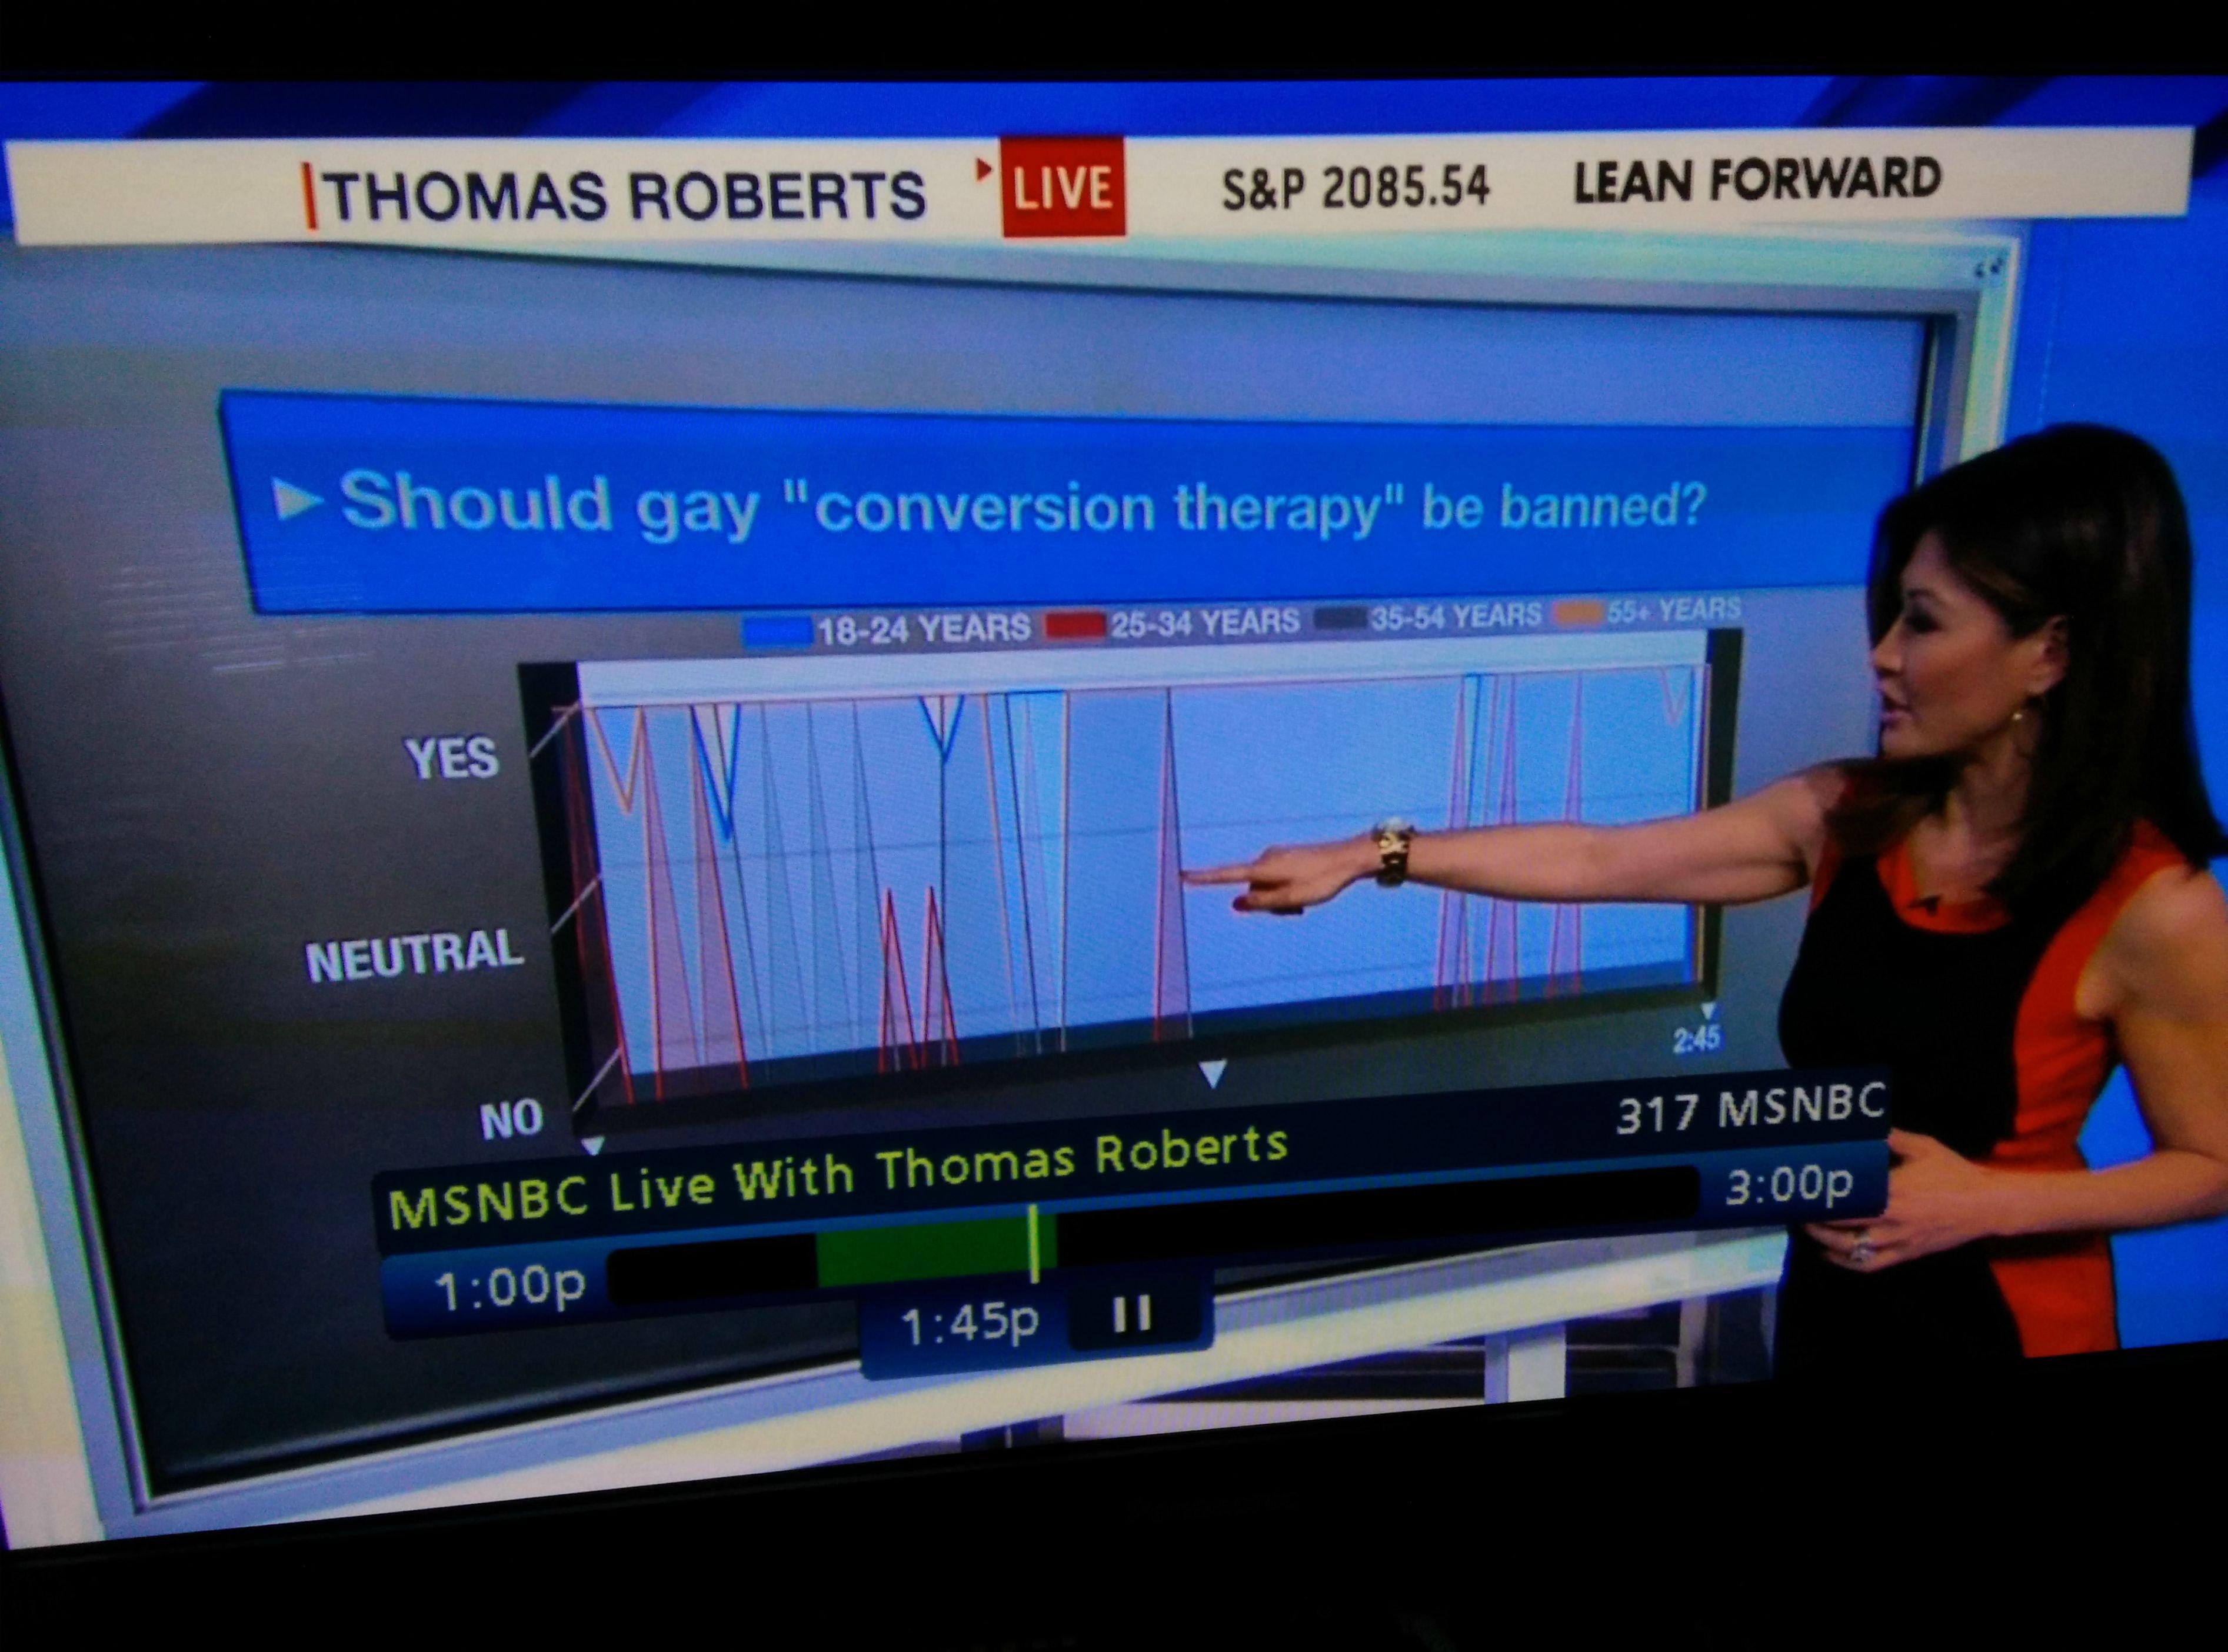 THOMAS ROBERTS LIVE S&P 2085.54 LEAN FORWARD
Should gay "conversion therapy" be banned?
18-24 YEARS 25-34 YEARS 35-54 YEARS 55+ YEARS
YES
NEUTRAL
NO
2:45
MSNBC Live With Thomas Roberts 317 MSNBC
1:00p 3:00p
1:45p